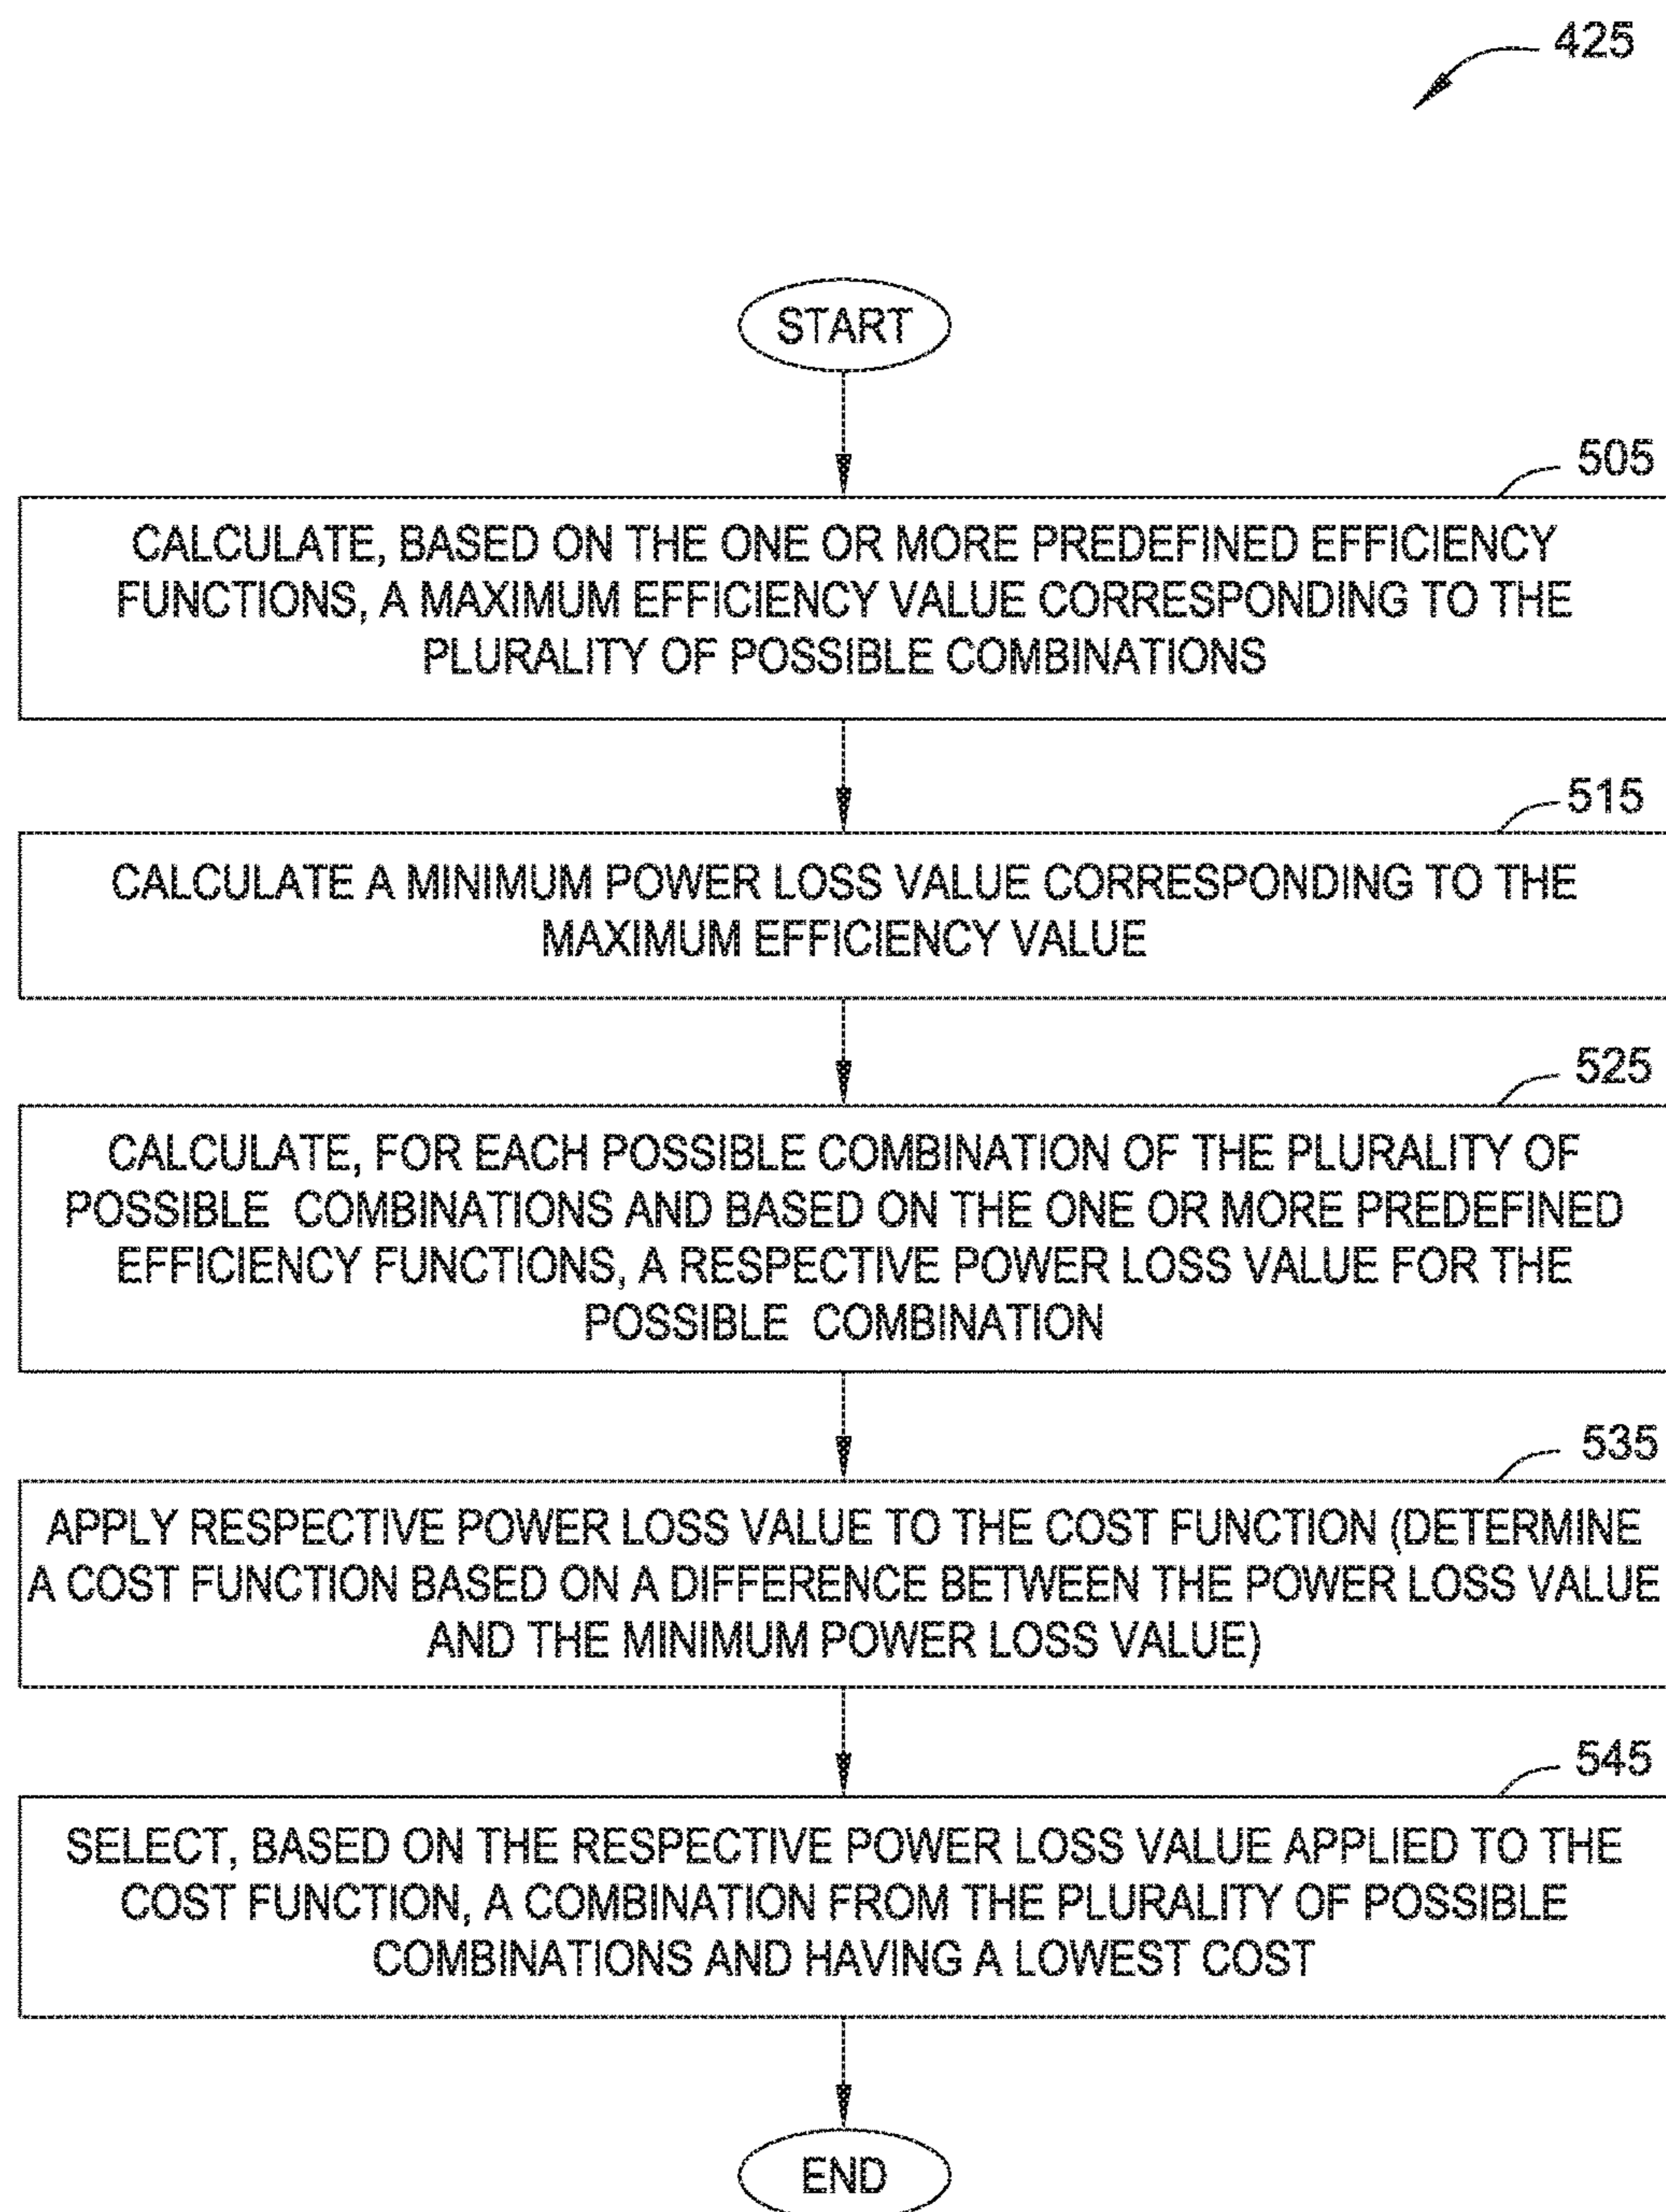 425
START
505
CALCULATE, BASED ON THE ONE OR MORE PREDEFINED EFFICIENCY
FUNCTIONS, A MAXIMUM EFFICIENCY VALUE CORRESPONDING TO THE
PLURALITY OF POSSIBLE COMBINATIONS
515
CALCULATE A MINIMUM POWER LOSS VALUE CORRESPONDING TO THE
MAXIMUM EFFICIENCY VALUE
525
CALCULATE, FOR EACH POSSIBLE COMBINATION OF THE PLURALITY OF
POSSIBLE COMBINATIONS AND BASED ON THE ONE OR MORE PREDEFINED
EFFICIENCY FUNCTIONS, A RESPECTIVE POWER LOSS VALUE FOR THE
POSSIBLE COMBINATION
535
APPLY RESPECTIVE POWER LOSS VALUE TO THE COST FUNCTION (DETERMINE
A COST FUNCTION BASED ON A DIFFERENCE BETWEEN THE POWER LOSS VALUE
AND THE MINIMUM POWER LOSS VALUE)
545
SELECT, BASED ON THE RESPECTIVE POWER LOSS VALUE APPLIED TO THE
COST FUNCTION, A COMBINATION FROM THE PLURALITY OF POSSIBLE
COMBINATIONS AND HAVING A LOWEST COST
END